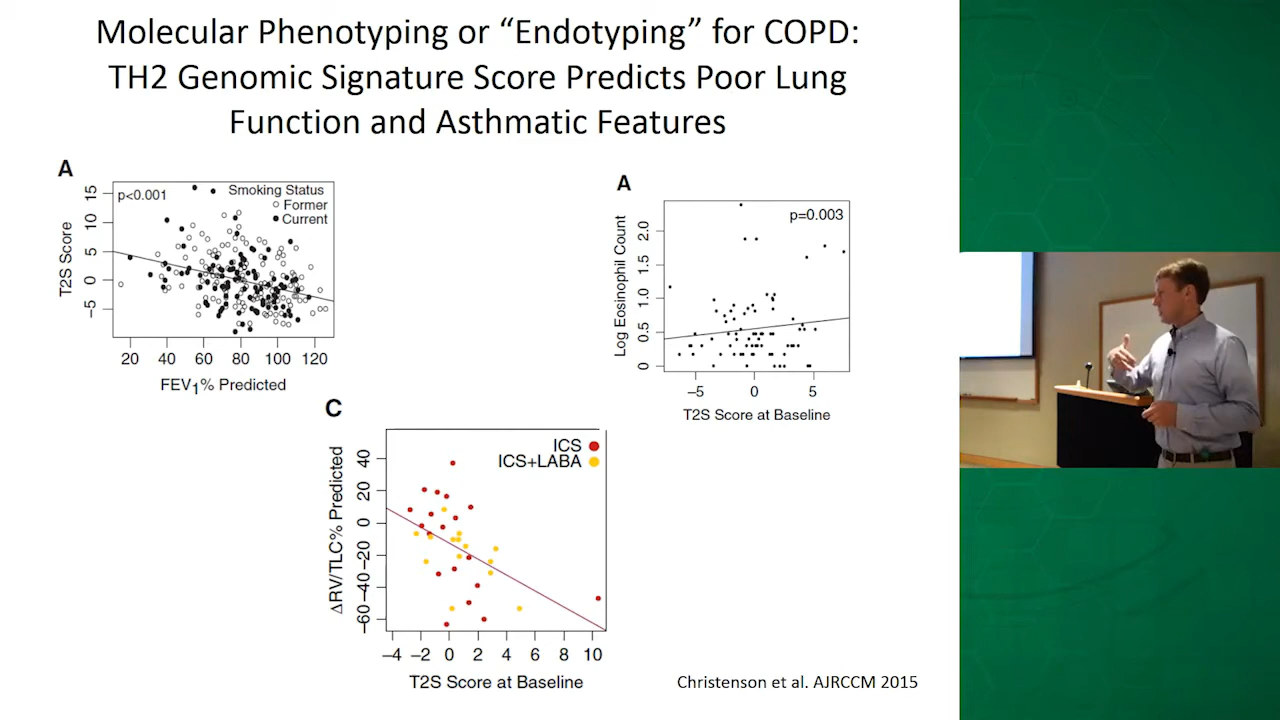 Molecular Phenotyping or “Endotyping” for COPD:
TH2 Genomic Signature Score Predicts Poor Lung
Function and Asthmatic Features
A
p<0.001
Smoking Status
Former
Current
T2S Score
15
10
5
0
−5
20 40 60 80 100 120
FEV1% Predicted
A
p=0.003
Log Eosinophil Count
2.0
1.5
1.0
0.5
0
−5 0 5
T2S Score at Baseline
C
ICS
ICS+LABA
ΔRV/TLC% Predicted
40
20
0
−20
−40
−60
−4 −2 0 2 4 6 8 10
T2S Score at Baseline
Christenson et al. AJRCCM 2015